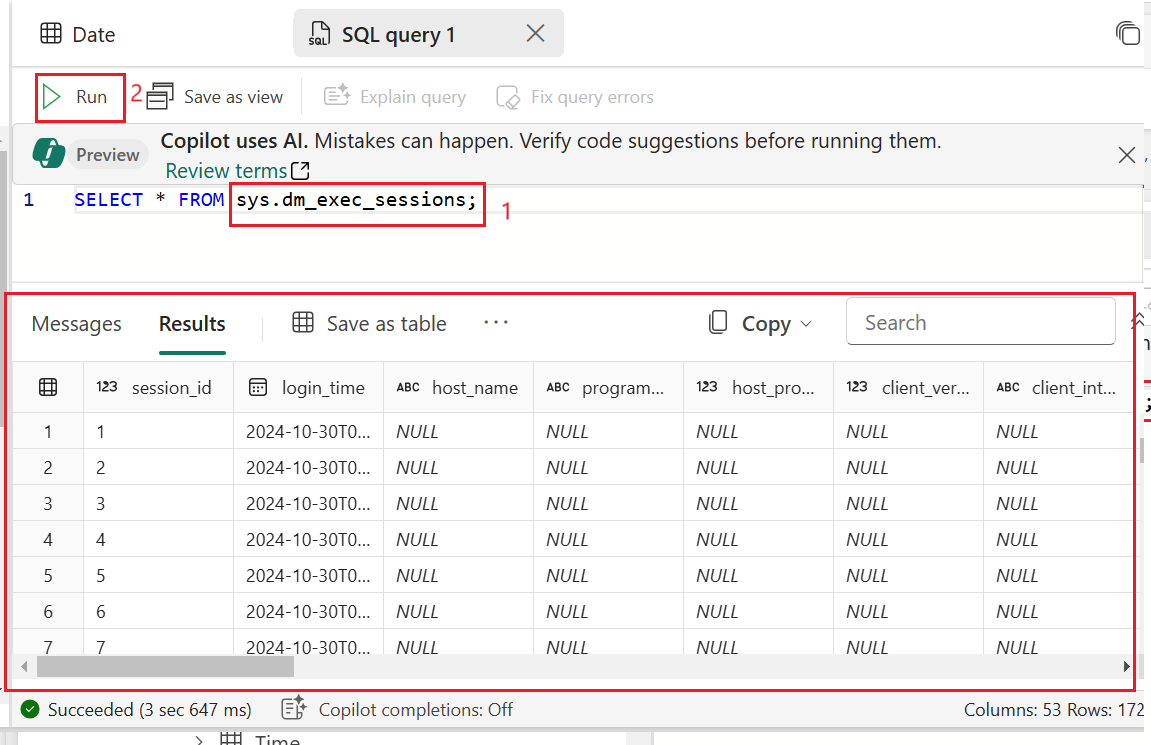 Date
SQL query 1
Run 2 Save as view Explain query Fix query errors
Preview
Copilot uses AI. Mistakes can happen. Verify code suggestions before running them.
Review terms
1 SELECT * FROM sys.dm_exec_sessions; 1
Messages Results Save as table ··· Copy Search
123 session_id login_time ABC host_name ABC program... 123 host_pro... 123 client_ver... ABC client_int...
1 1 2024-10-30T0... NULL NULL NULL NULL NULL
2 2 2024-10-30T0... NULL NULL NULL NULL NULL
3 3 2024-10-30T0... NULL NULL NULL NULL NULL
4 4 2024-10-30T0... NULL NULL NULL NULL NULL
5 5 2024-10-30T0... NULL NULL NULL NULL NULL
6 6 2024-10-30T0... NULL NULL NULL NULL NULL
7 7 2024-10-30T0... NULL NULL NULL NULL NULL
Succeeded (3 sec 647 ms) Copilot completions: Off Columns: 53 Rows: 172
Time